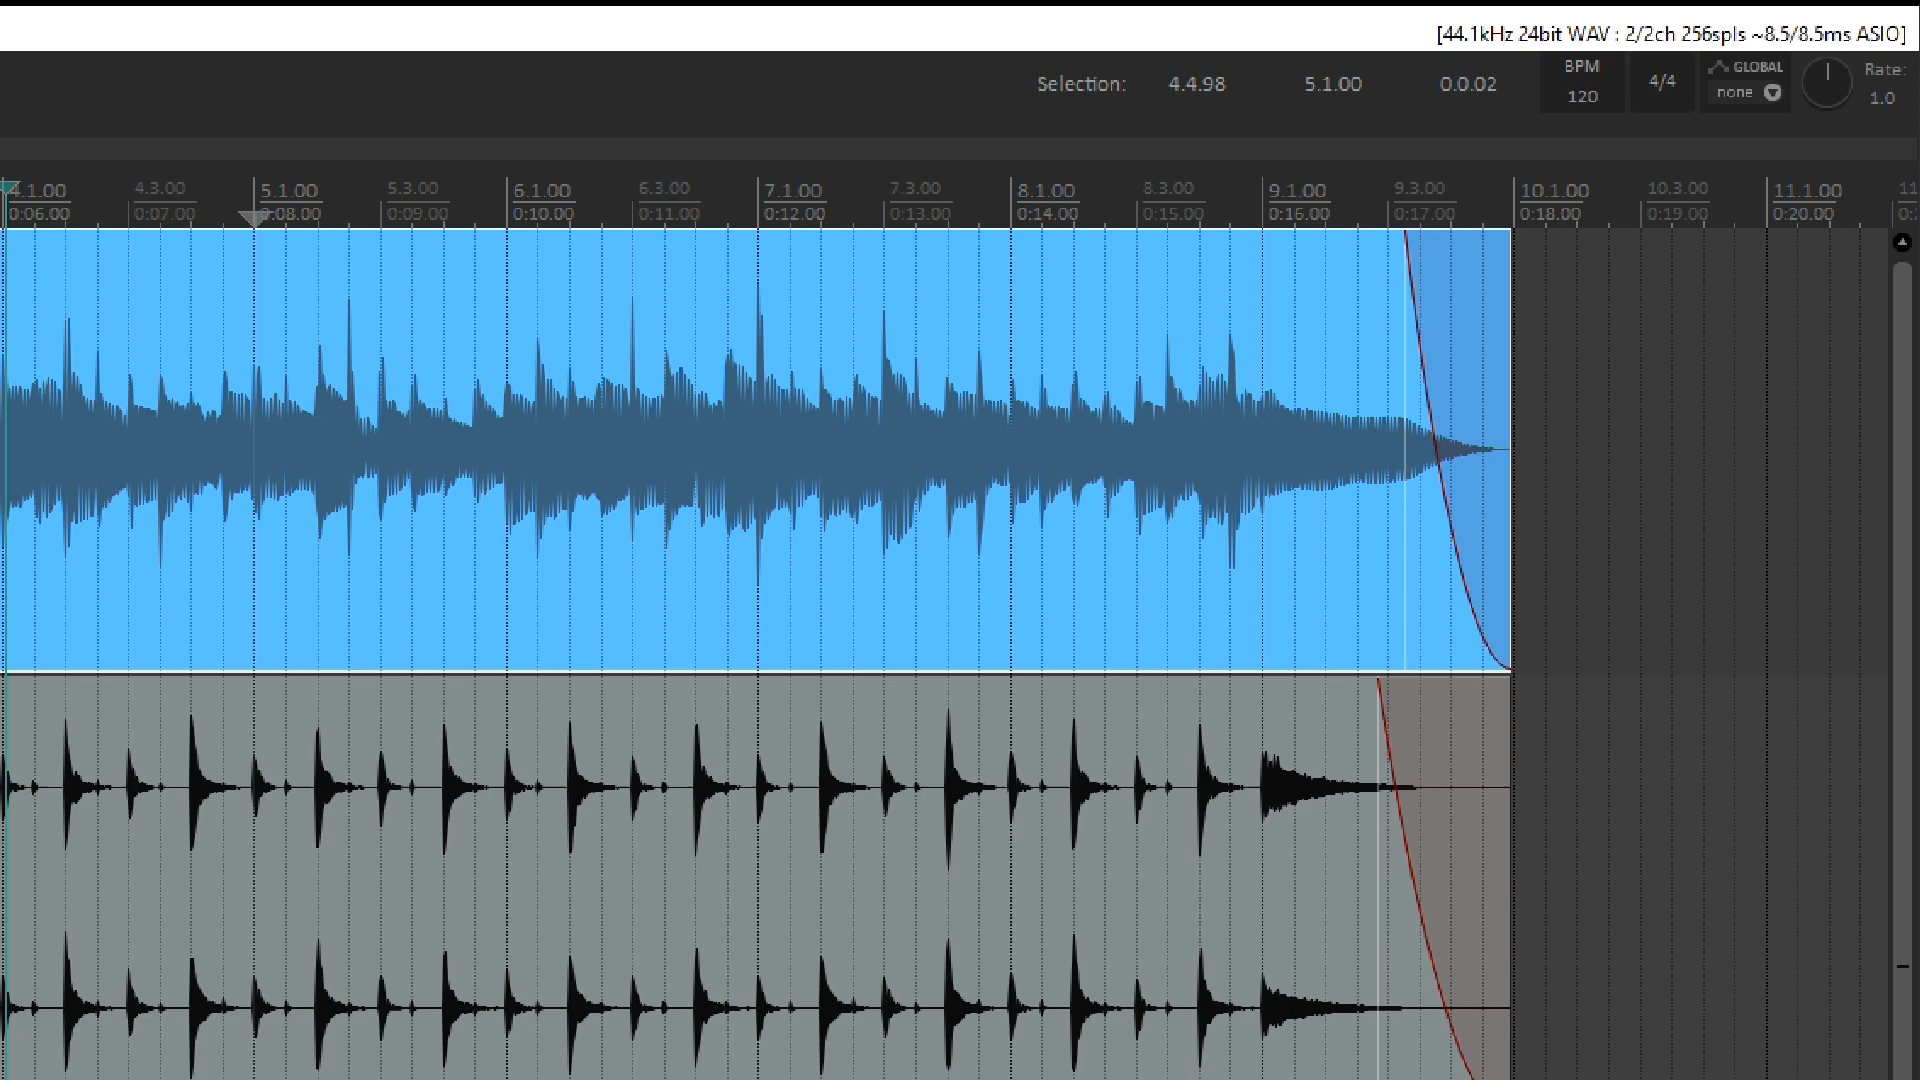 [44.1kHz 24bit WAV : 2/2ch 256spls ~8.5/8.5ms ASIO]
Selection: 4.4.98 5.1.00 0.0.02
BPM
120
4/4
GLOBAL
none
Rate:
1.0
4.1.00 4.3.00 5.1.00 5.3.00 6.1.00 6.3.00 7.1.00 7.3.00 8.1.00 8.3.00 9.1.00 9.3.00 10.1.00 10.3.00 11.1.00 11
0:06.00 0:07.00 0:08.00 0:09.00 0:10.00 0:11.00 0:12.00 0:13.00 0:14.00 0:15.00 0:16.00 0:17.00 0:18.00 0:19.00 0:20.00 0: